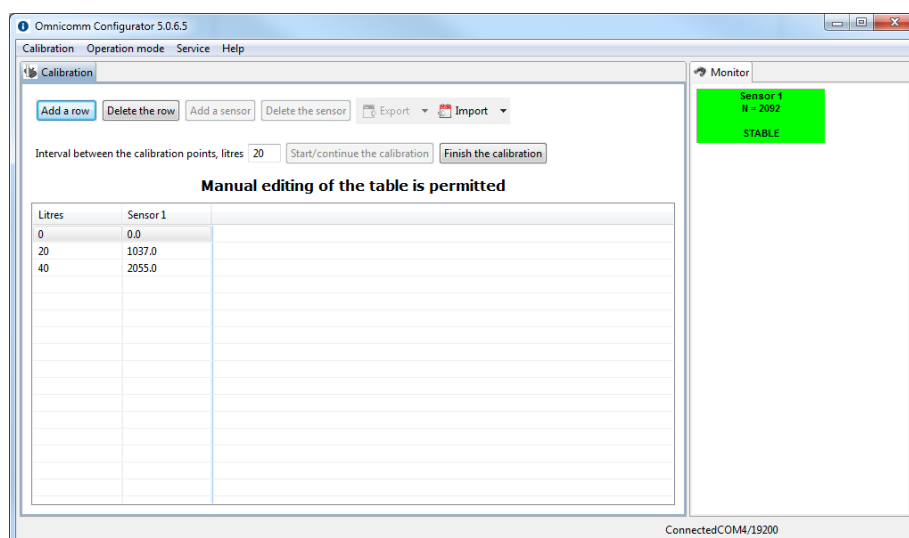 Omnicomm Configurator 5.0.6.5
Calibration Operation mode Service Help
Calibration
Add a row Delete the row Add a sensor Delete the sensor Export Import
Interval between the calibration points, litres 20 Start/continue the calibration Finish the calibration
Manual editing of the table is permitted
Litres Sensor 1
0 0.0
20 1037.0
40 2055.0
Monitor
Sensor 1
N = 2092
STABLE
ConnectedCOM4/19200